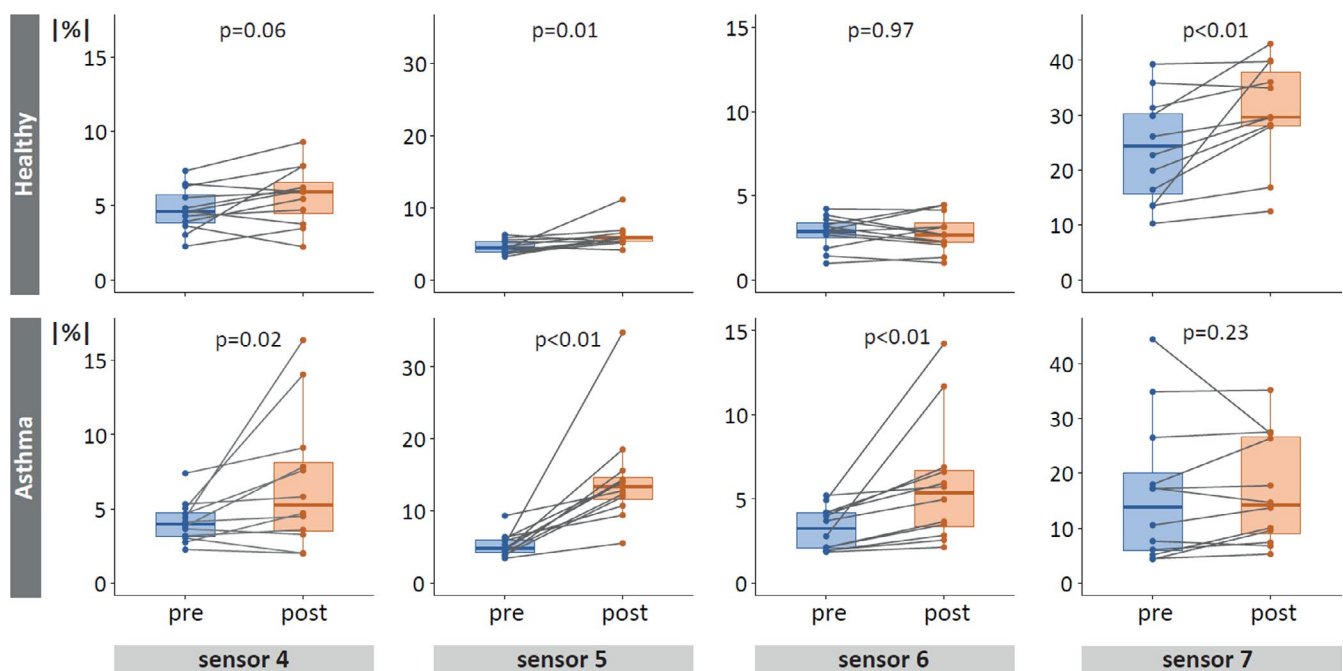 |%| p=0.06 p=0.01 p=0.97 p<0.01
15 30 15 40
10 20 10 30
5 10 5 20
0 0 0 10
0
Healthy
|%| p=0.02 p<0.01 p<0.01 p=0.23
15 30 15 40
10 20 10 30
5 10 5 20
0 0 0 10
0
Asthma
pre post pre post pre post pre post
sensor 4 sensor 5 sensor 6 sensor 7